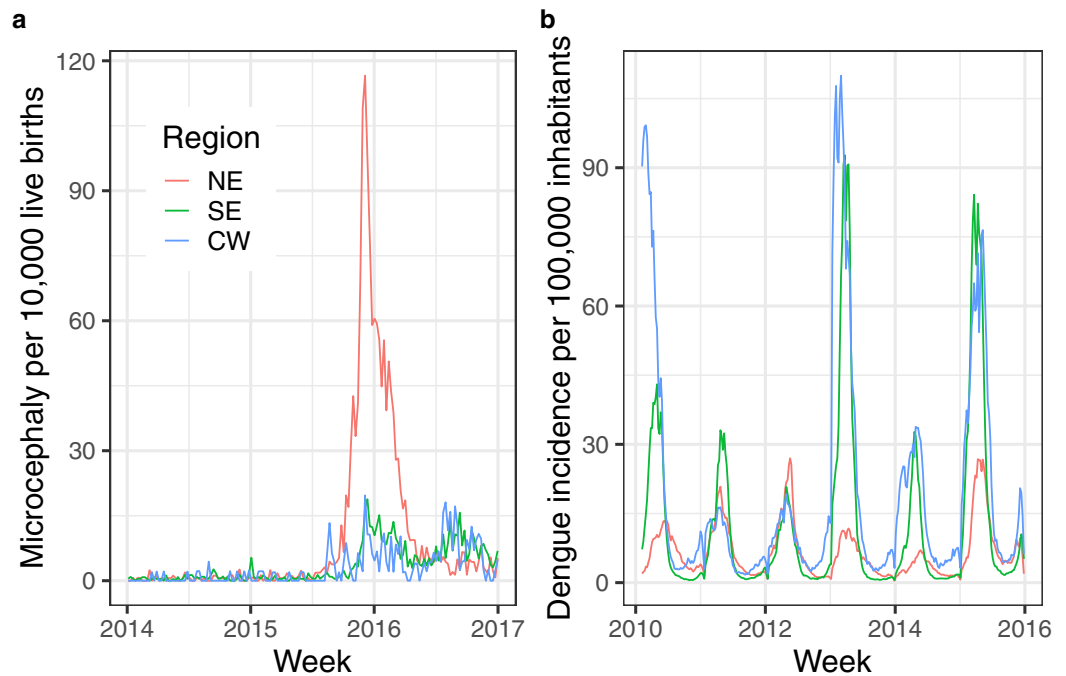 a
Microcephaly per 10,000 live births
120
90
60
30
0
Region
NE
SE
CW
2014 2015 2016 2017
Week
b
Dengue incidence per 100,000 inhabitants
90
60
30
0
2010 2012 2014 2016
Week